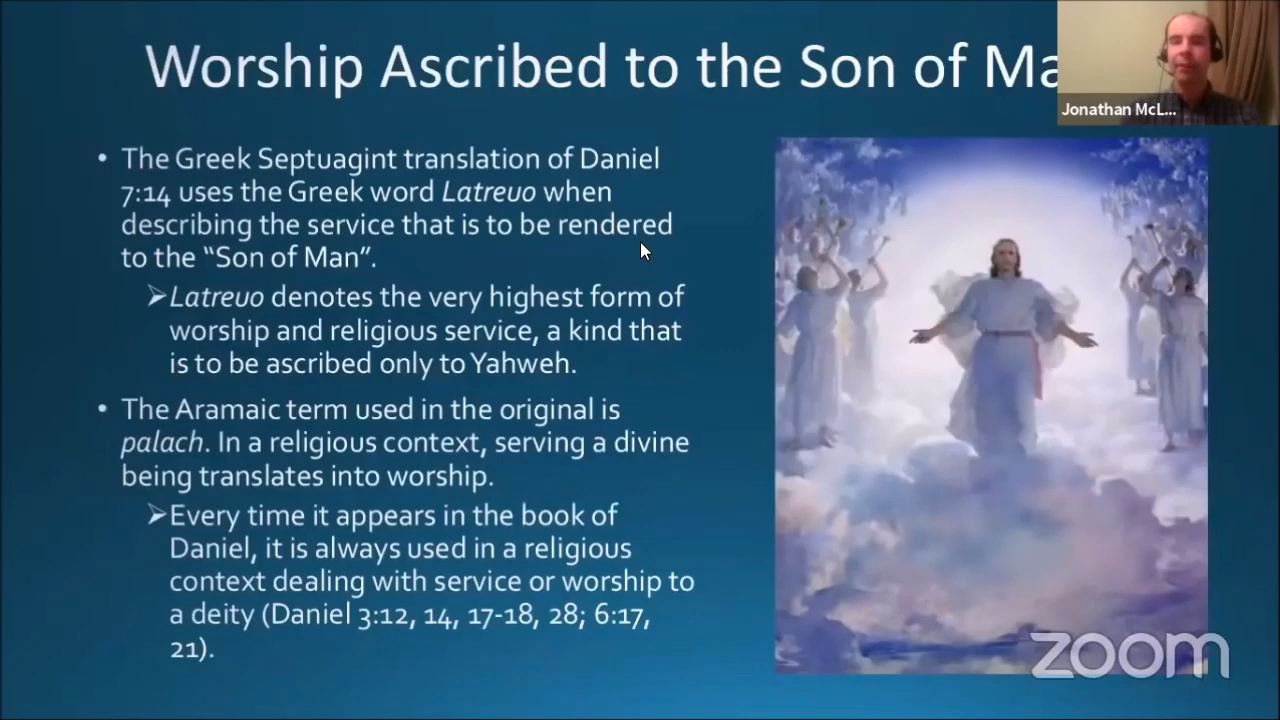 Worship Ascribed to the Son of Ma
Jonathan McL...
• The Greek Septuagint translation of Daniel
7:14 uses the Greek word Latreuo when
describing the service that is to be rendered
to the “Son of Man”.
➢Latreuo denotes the very highest form of
worship and religious service, a kind that
is to be ascribed only to Yahweh.
• The Aramaic term used in the original is
palach. In a religious context, serving a divine
being translates into worship.
➢Every time it appears in the book of
Daniel, it is always used in a religious
context dealing with service or worship to
a deity (Daniel 3:12, 14, 17-18, 28; 6:17,
21).
zoom